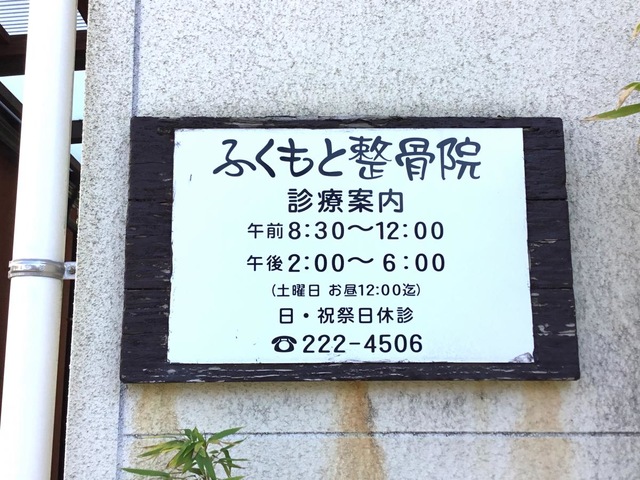 ふくもと整骨院
診療案内
午前8:30〜12:00
午後2:00〜6:00
(土曜日 お昼12:00迄)
日・祝祭日休診
☎222-4506